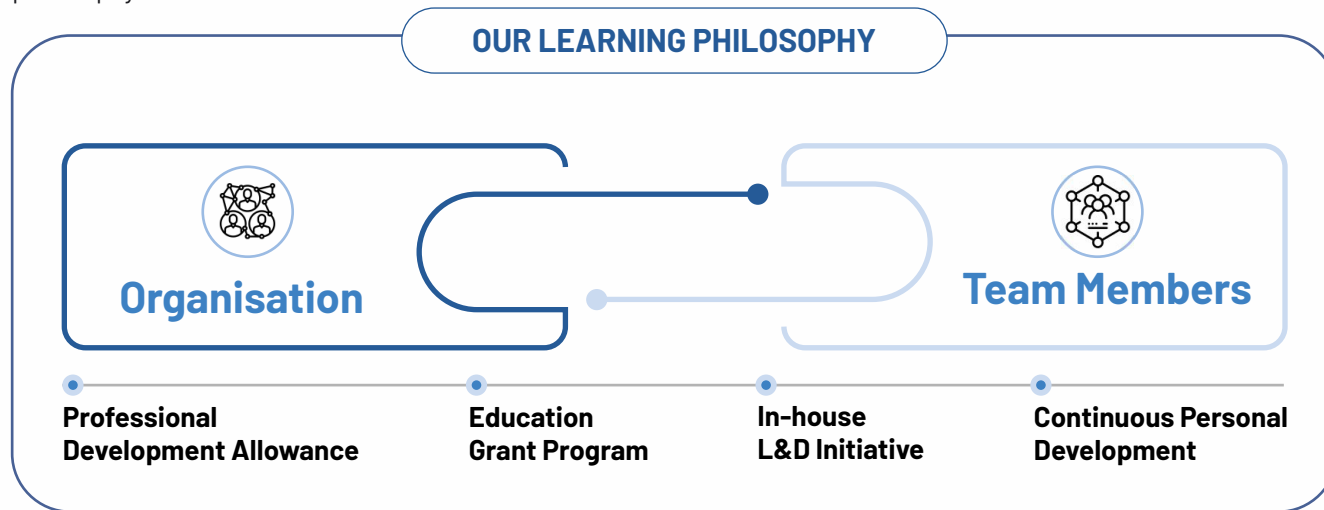 OUR LEARNING PHILOSOPHY
Organisation
Team Members
Professional
Development Allowance
Education
Grant Program
In-house
L&D Initiative
Continuous Personal
Development